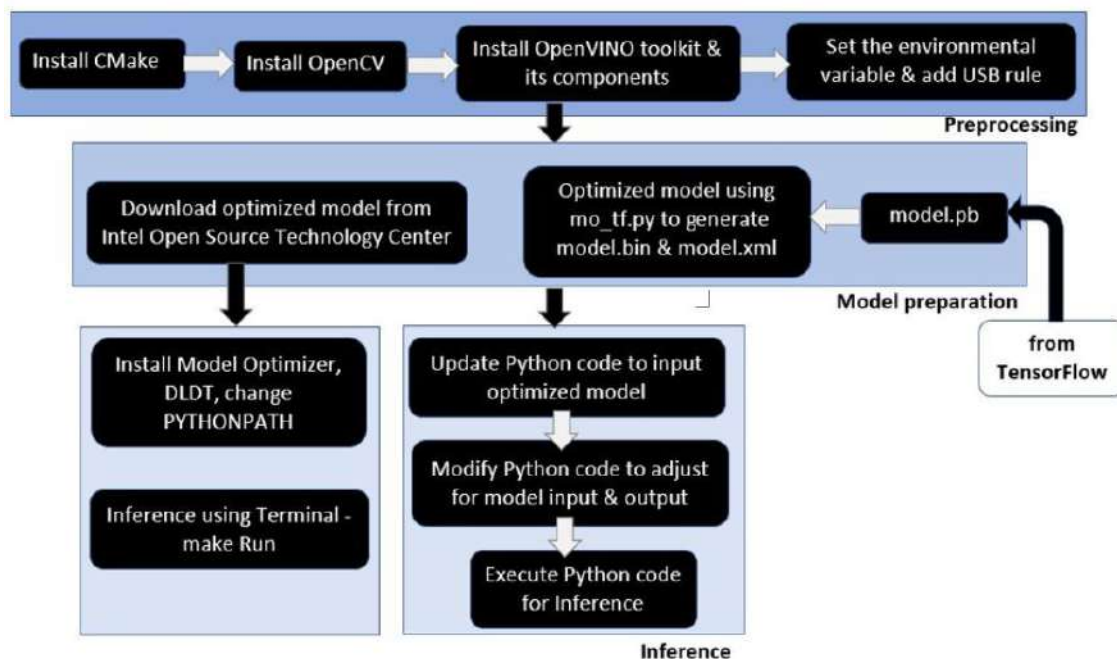 Install CMake
Install OpenCV
Install OpenVINO toolkit &
its components
Set the environmental
variable & add USB rule
Preprocessing
Download optimized model from
Intel Open Source Technology Center
Optimized model using
mo_tf.py to generate
model.bin & model.xml
model.pb
Model preparation
from
TensorFlow
Install Model Optimizer,
DLDT, change
PYTHONPATH
Inference using Terminal -
make Run
Update Python code to input
optimized model
Modify Python code to adjust
for model input & output
Execute Python code
for Inference
Inference